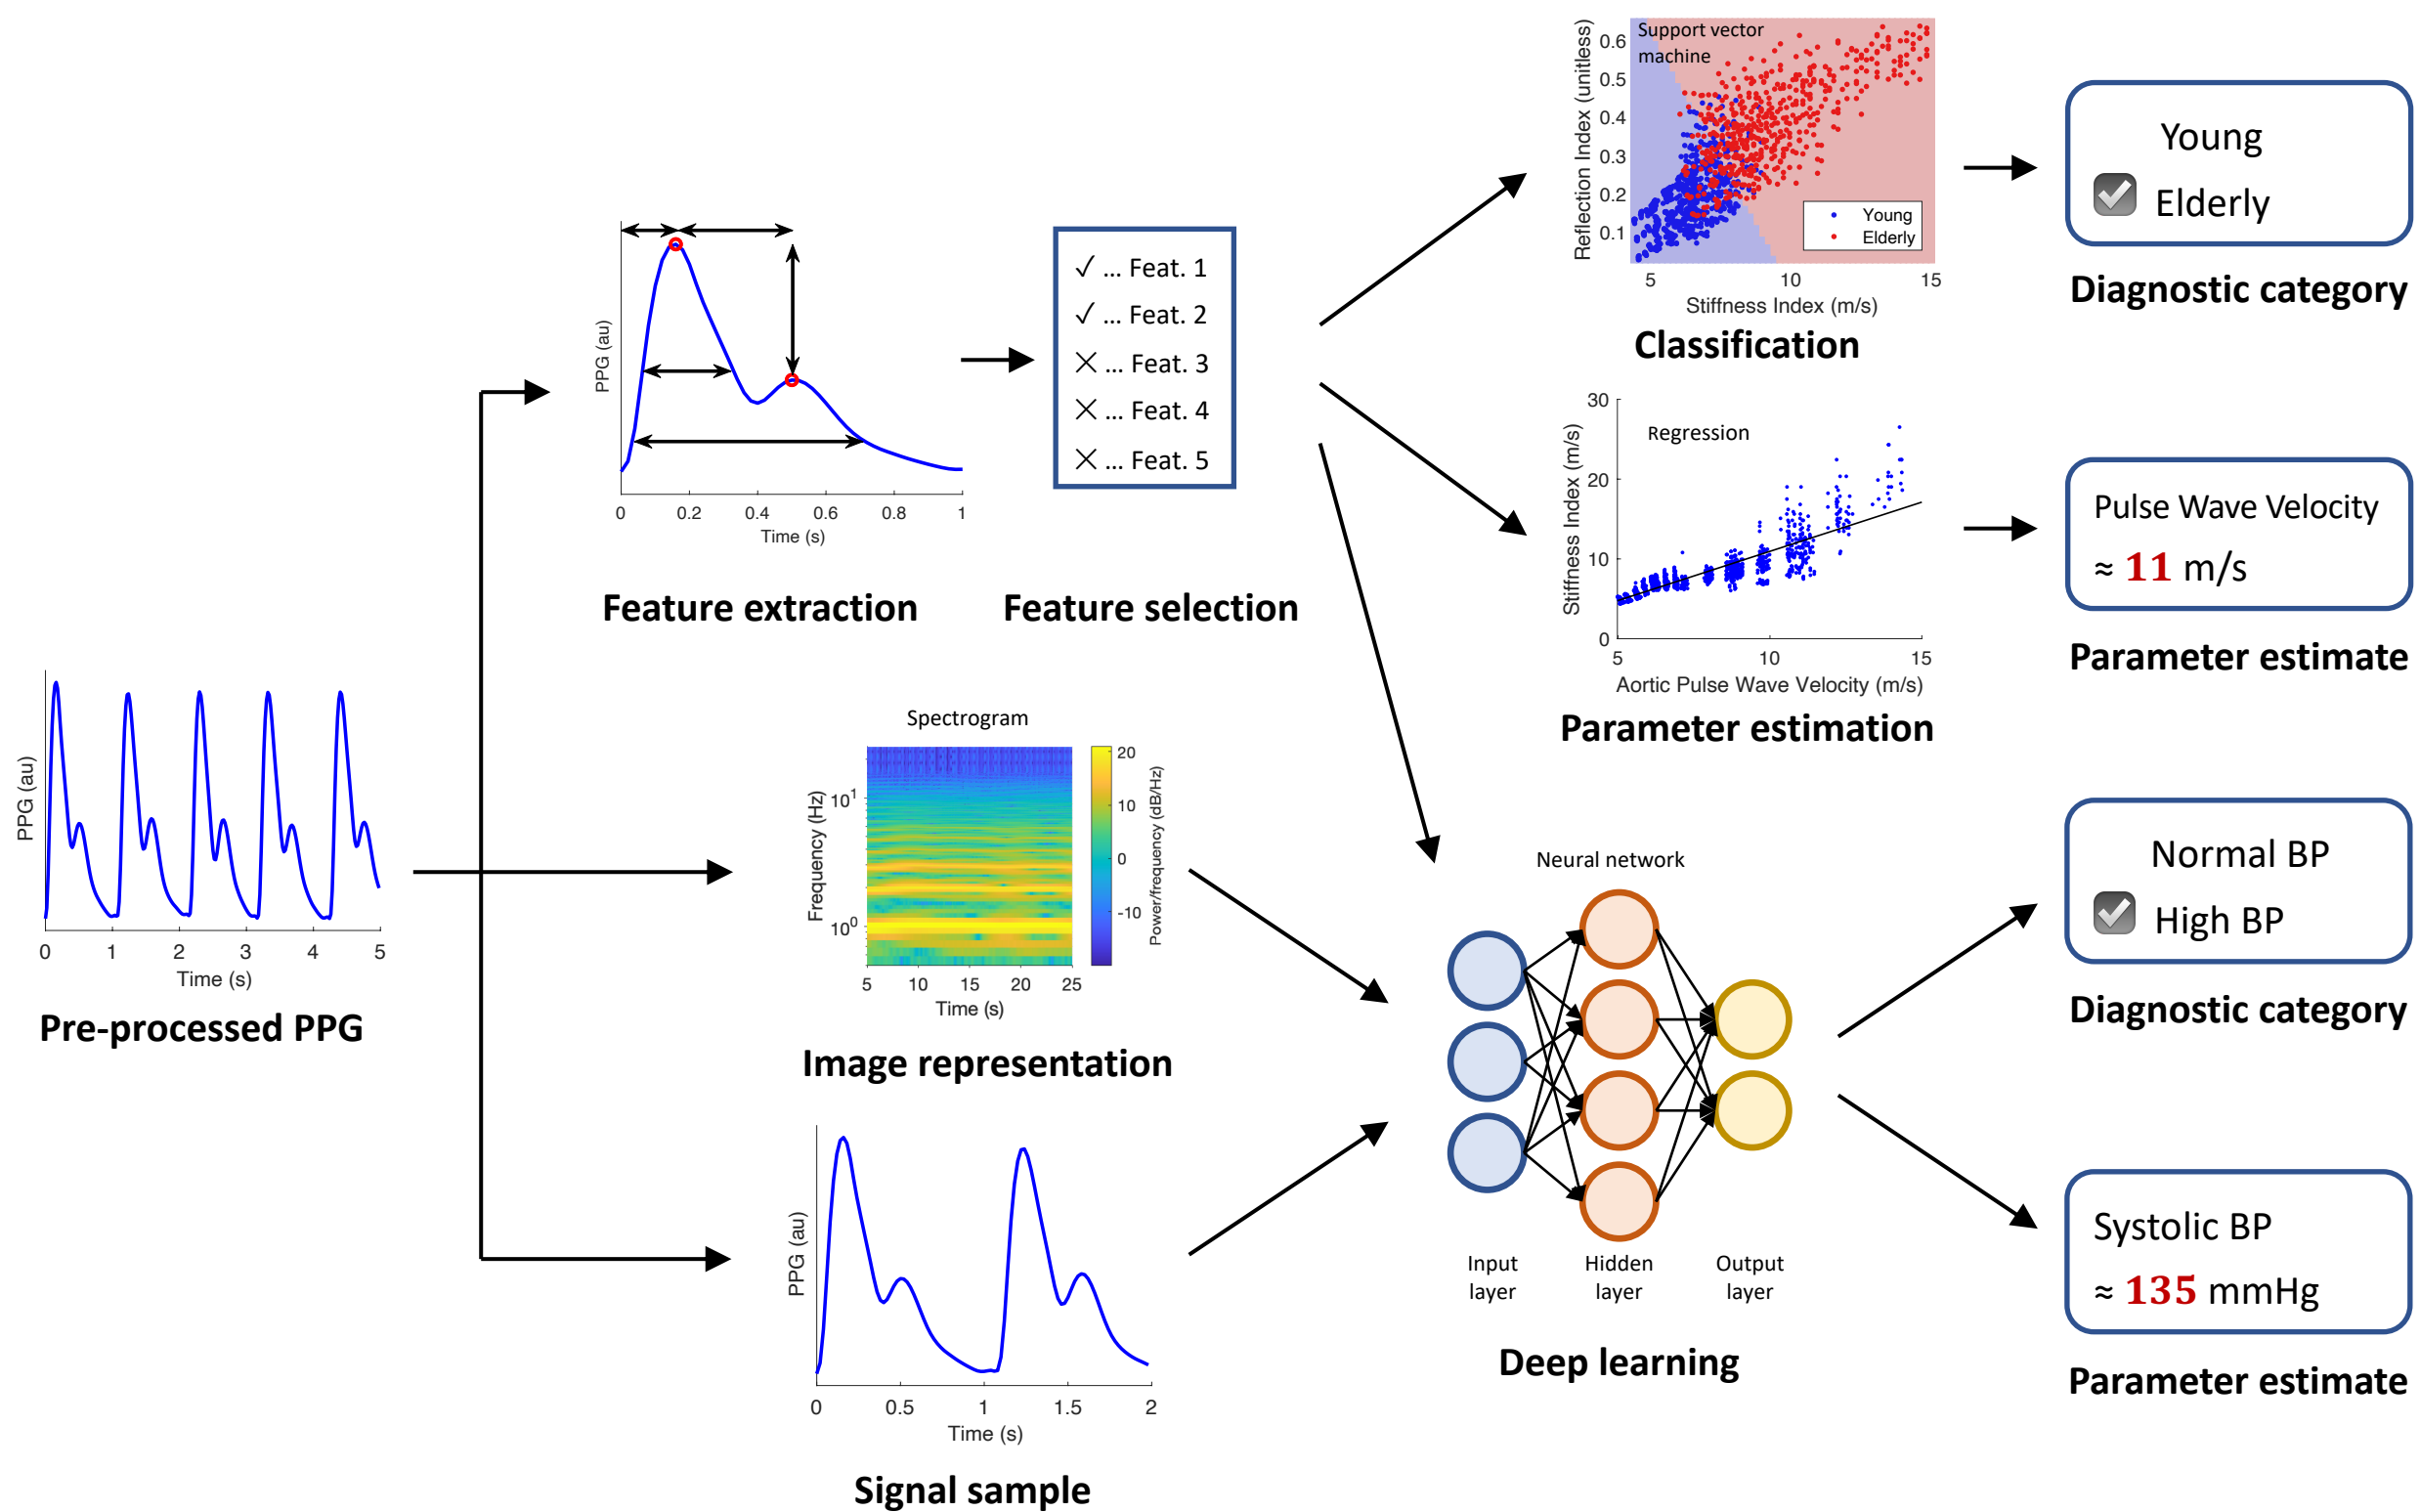 PPG (au)
0 1 2 3 4 5
Time (s)
Pre-processed PPG
PPG (au)
0 0.2 0.4 0.6 0.8 1
Time (s)
Feature extraction
✓ ... Feat. 1
✓ ... Feat. 2
× ... Feat. 3
× ... Feat. 4
× ... Feat. 5
Feature selection
Spectrogram
Frequency (Hz)
10¹
10⁰
5 10 15 20 25
Time (s)
20
10
0
-10
Power/frequency (dB/Hz)
Image representation
PPG (au)
0 0.5 1 1.5 2
Time (s)
Signal sample
Support vector
machine
Reflection Index (unitless)
0.6
0.5
0.4
0.3
0.2
0.1
Young
Elderly
5 10 15
Stiffness Index (m/s)
Classification
Regression
Stiffness Index (m/s)
30
20
10
0
5 10 15
Aortic Pulse Wave Velocity (m/s)
Parameter estimation
Neural network
Input
layer
Hidden
layer
Output
layer
Deep learning
Young
Elderly
Diagnostic category
Pulse Wave Velocity
≈ 11 m/s
Parameter estimate
Normal BP
High BP
Diagnostic category
Systolic BP
≈ 135 mmHg
Parameter estimate